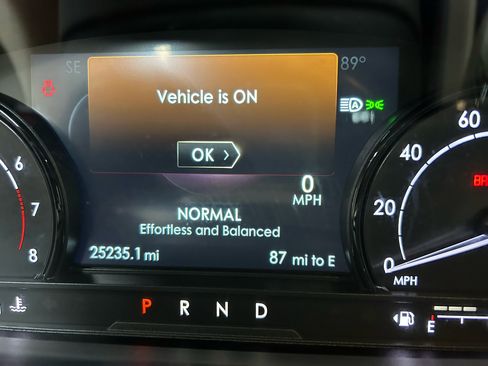 SE
89°
Vehicle is ON
A
OK >
0
MPH
NORMAL
Effortless and Balanced
25235.1 mi
87 mi to E
6
7
8
60
40
20
0
MPH
P R N D
E